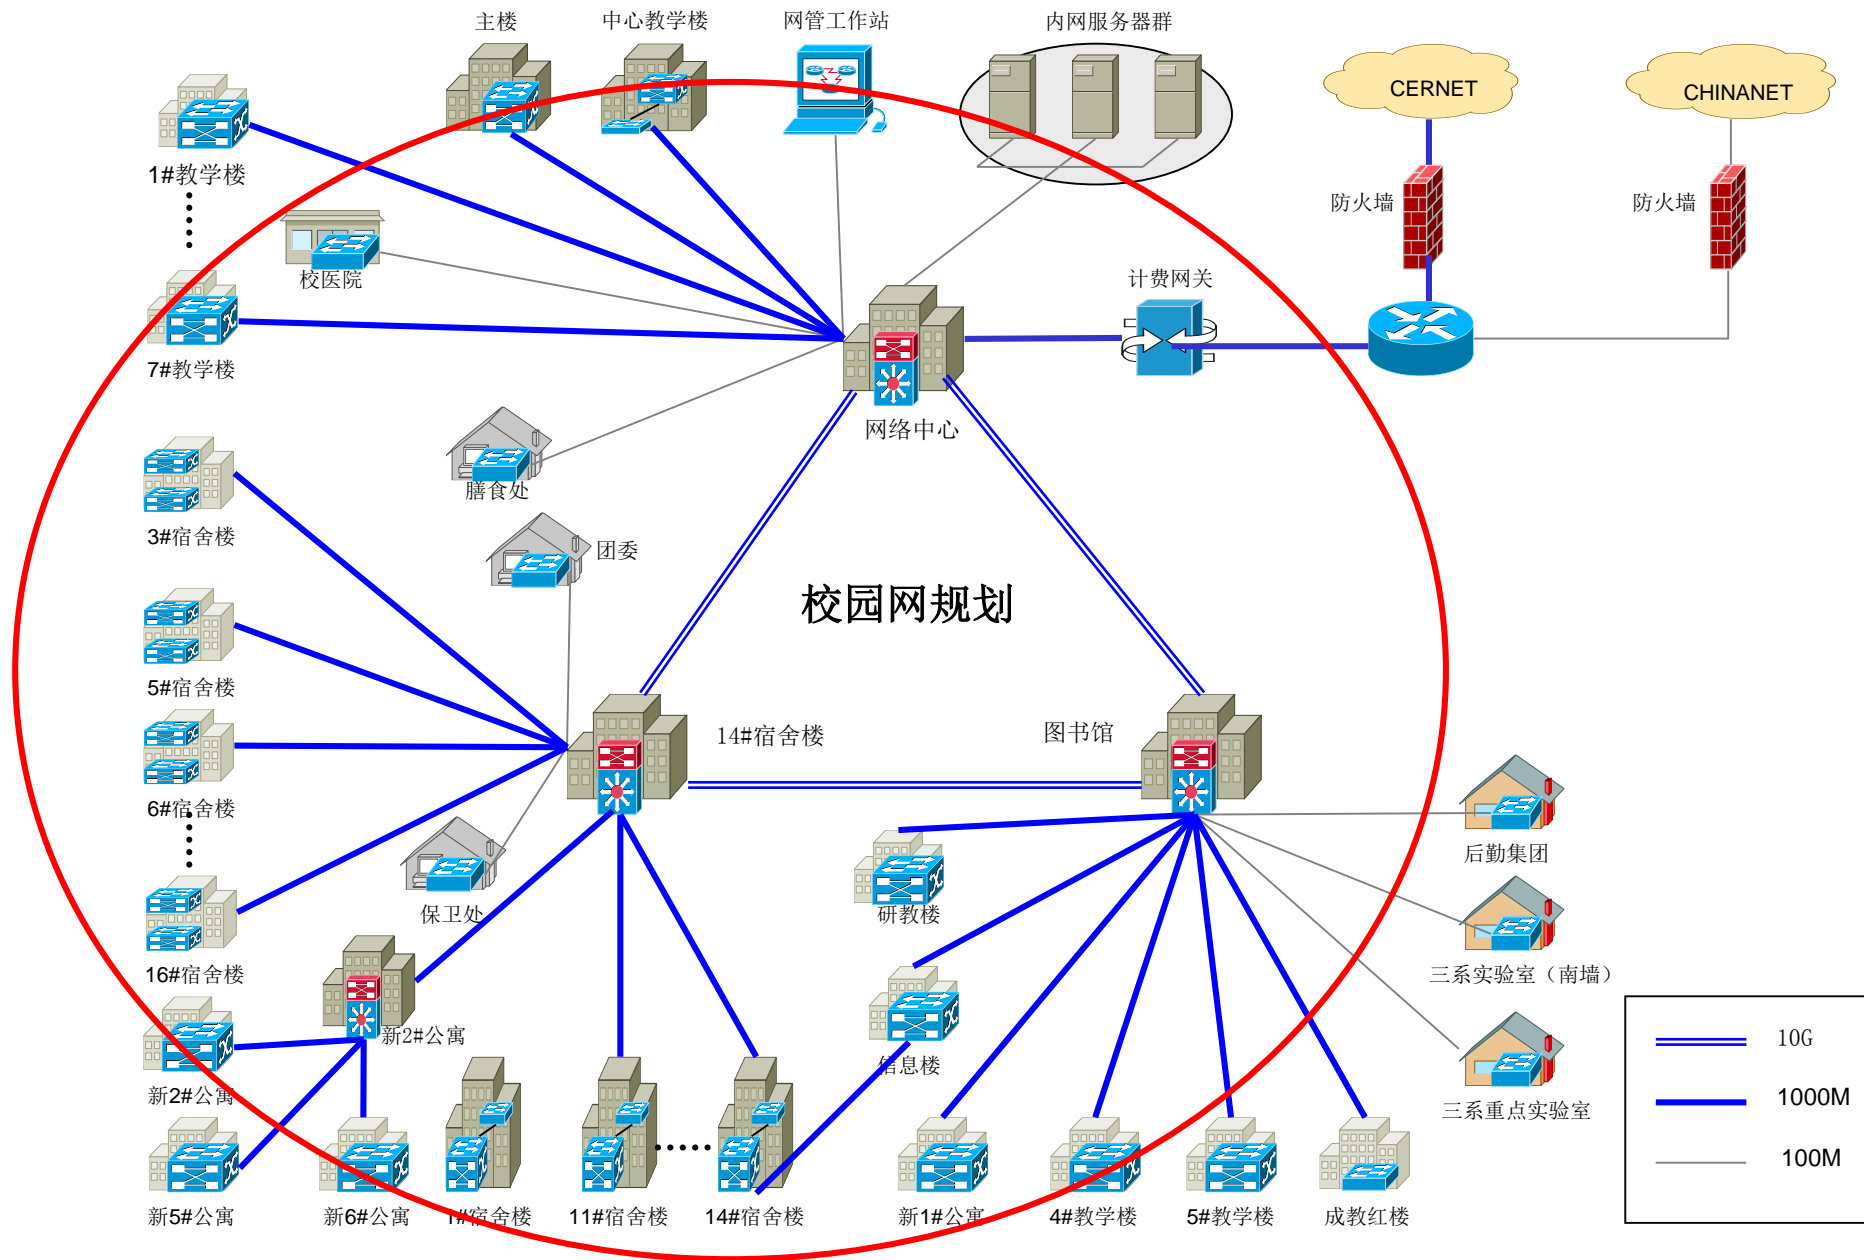 主楼
中心教学楼
网管工作站
内网服务器群
CERNET
CHINANET
1#教学楼
防火墙
防火墙
校医院
计费网关
7#教学楼
网络中心
膳食处
3#宿舍楼
团委
校园网规划
5#宿舍楼
14#宿舍楼
图书馆
6#宿舍楼
后勤集团
保卫处
研教楼
16#宿舍楼
三系实验室（南墙）
新2#公寓
信息楼
10G
新2#公寓
1000M
三系重点实验室
100M
新5#公寓
新6#公寓
1#宿舍楼
11#宿舍楼
14#宿舍楼
新1#公寓
4#教学楼
5#教学楼
成教红楼